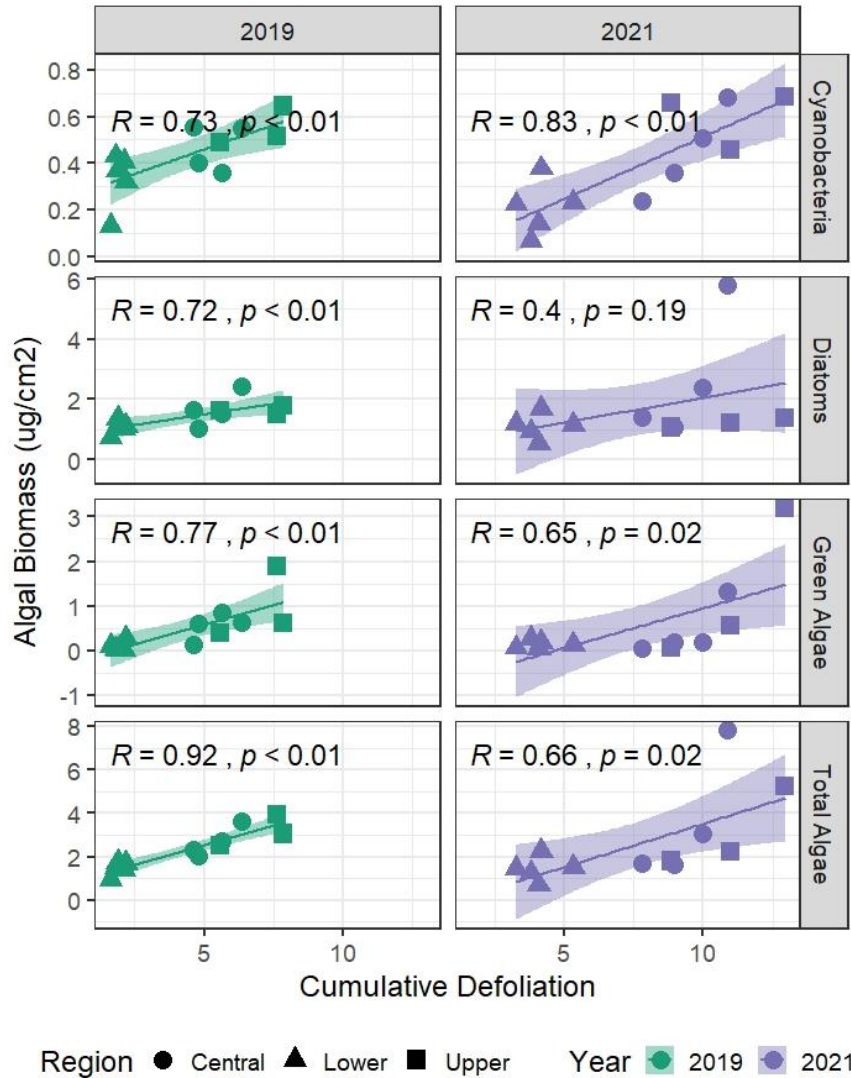 2019 2021
0.8
0.6
0.4
0.2
0.0
R = 0.73 , p < 0.01
R = 0.83 , p < 0.01
Cyanobacteria
6
4
2
0
R = 0.72 , p < 0.01
R = 0.4 , p = 0.19
Diatoms
Algal Biomass (ug/cm2)
3
2
1
0
-1
R = 0.77 , p < 0.01
R = 0.65 , p = 0.02
Green Algae
8
6
4
2
0
R = 0.92 , p < 0.01
R = 0.66 , p = 0.02
Total Algae
5 10 5 10
Cumulative Defoliation
Region Central Lower Upper Year 2019 2021